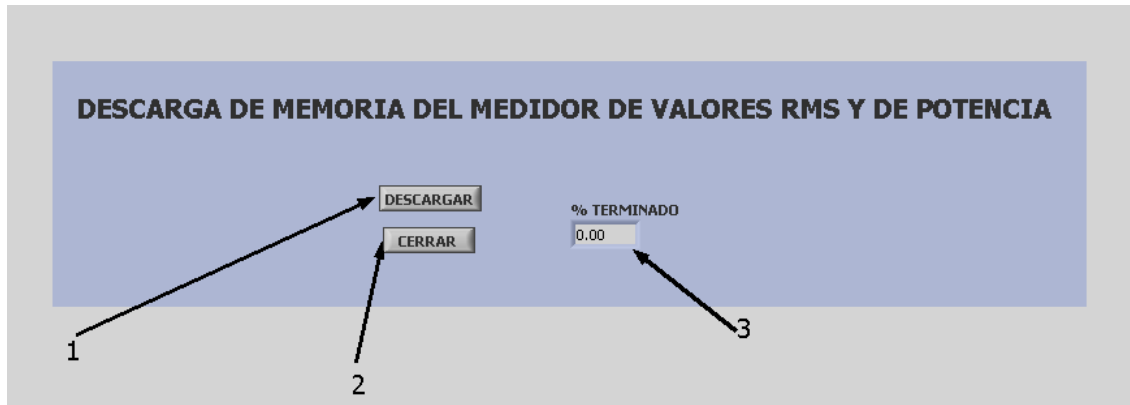 DESCARGA DE MEMORIA DEL MEDIDOR DE VALORES RMS Y DE POTENCIA
DESCARGAR
% TERMINADO
0.00
CERRAR
1
2
3